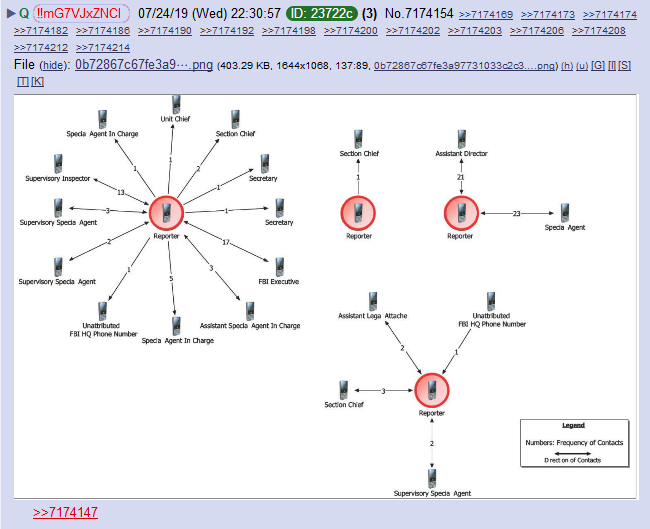 ▶ Q !!mG7VJxZNCI 07/24/19 (Wed) 22:30:57 ID: 23722c (3) No.7174154 >>7174169 >>7174173 >>7174174
>>7174182 >>7174186 >>7174190 >>7174192 >>7174198 >>7174200 >>7174202 >>7174203 >>7174206 >>7174208
>>7174212 >>7174214
File (hide): 0b72867c67fe3a9⋯.png (403.29 KB, 1644x1068, 137:89, 0b72867c67fe3a97731033c2c3….png) (h) (u) [G] [I] [S]
[T] [K]
Unit Chief
Specia Agent In Charge
Section Chief
1
1
2
Supervisory Inspector
13
Secretary
1
Supervisory Specia Agent
3
Reporter
1
Secretary
Supervisory Specia Agent
2
17
FBI Executive
1
5
3
Unattributed
FBI HQ Phone Number
Specia Agent In Charge
Assistant Specia Agent In Charge
Section Chief
1
Reporter
Assistant Director
21
Reporter
23
Specia Agent
Assistant Lega Attache
2
Unattributed
FBI HQ Phone Number
1
Section Chief
3
Reporter
2
Supervisory Specia Agent
Legend
Numbers: Frequency of Contacts
Direct on of Contacts
>>7174147